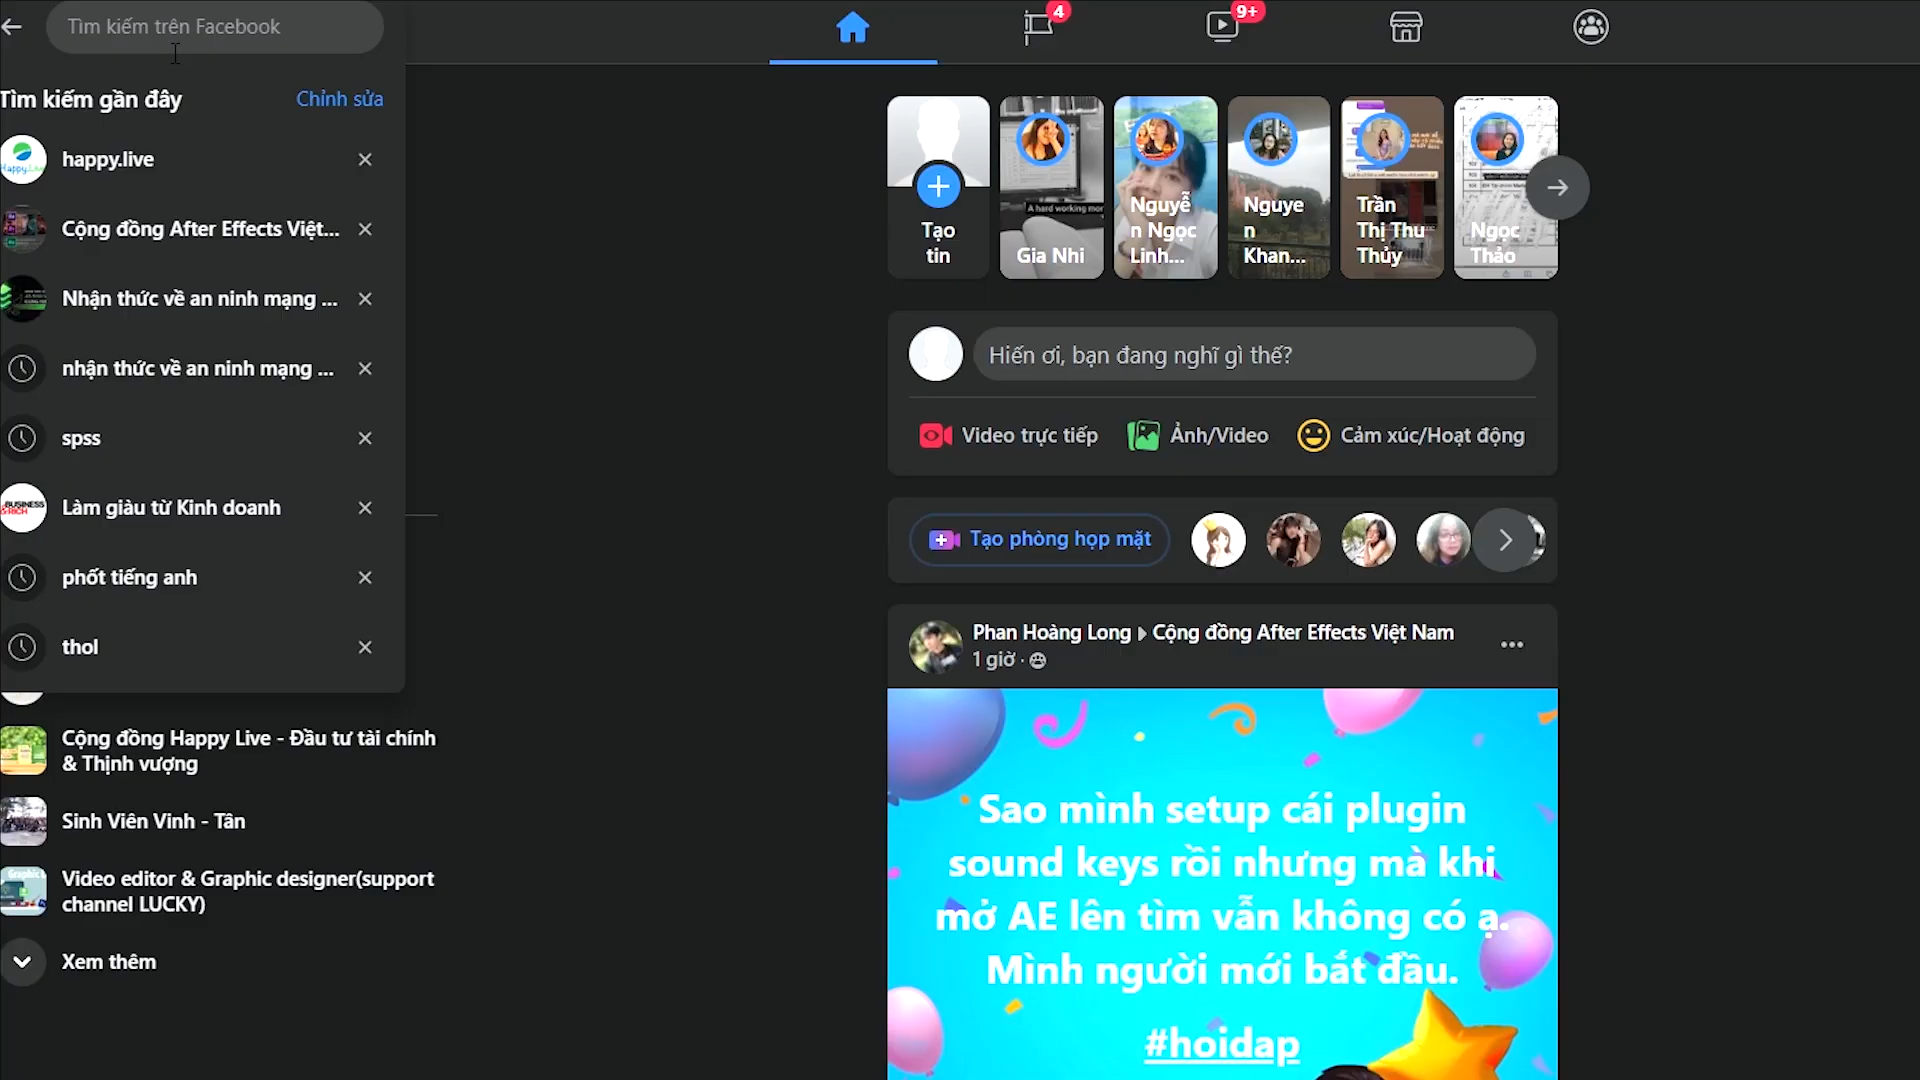 Tìm kiếm trên Facebook
4
9+
Tìm kiếm gần đây
Chỉnh sửa
happy.live
Cộng đồng After Effects Việt...
Nhận thức về an ninh mạng ...
nhận thức về an ninh mạng ...
spss
Làm giàu từ Kinh doanh
phốt tiếng anh
thol
Cộng đồng Happy Live - Đầu tư tài chính
& Thịnh vượng
Sinh Viên Vinh - Tân
Video editor & Graphic designer(support
channel LUCKY)
Xem thêm
Tạo
tin
A hard working mor
Gia Nhi
Nguyễ
n Ngọc
Linh...
Nguye
n
Khan...
Trần
Thị Thu
Thủy
Ngọc
Thảo
Hiến ơi, bạn đang nghĩ gì thế?
Video trực tiếp
Ảnh/Video
Cảm xúc/Hoạt động
Tạo phòng họp mặt
Phan Hoàng Long
Cộng đồng After Effects Việt Nam
1 giờ ·
Sao mình setup cái plugin
sound keys rồi nhưng mà khi
mở AE lên tìm vẫn không có ạ.
Mình người mới bắt đầu.
#hoidap